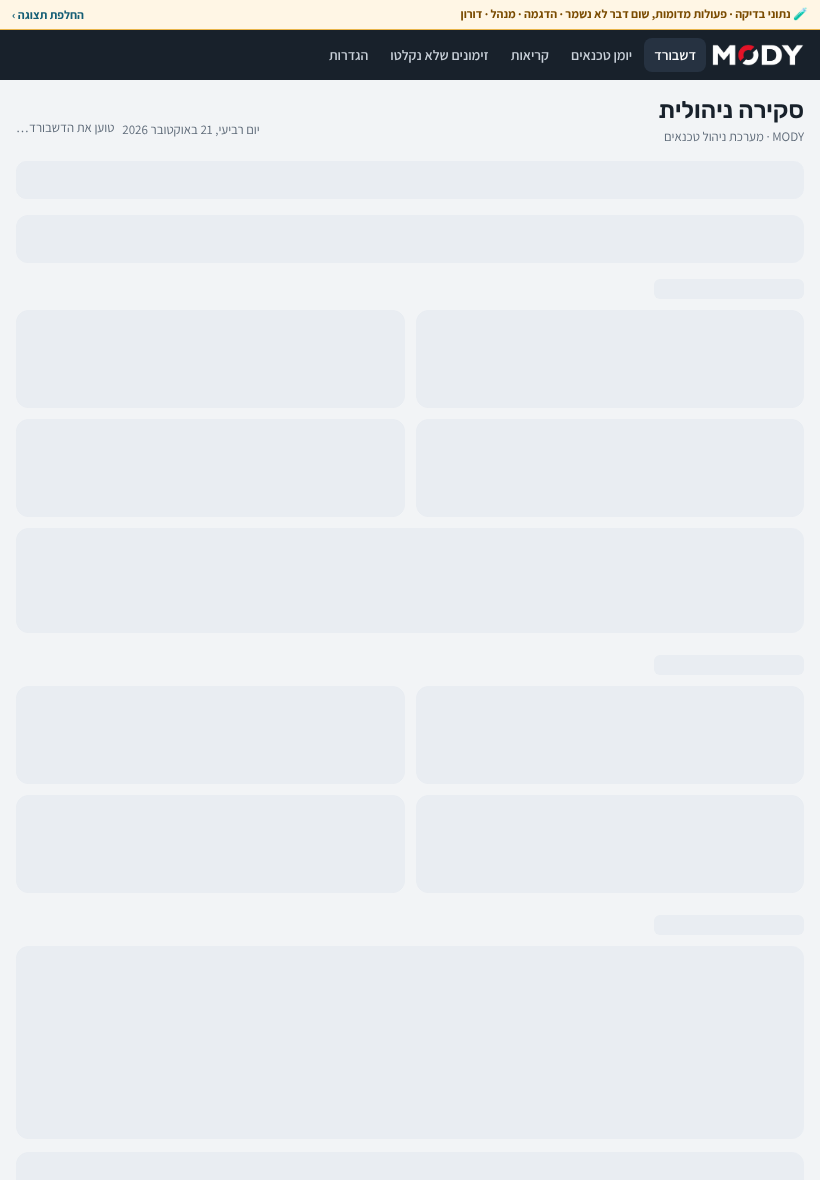 🧪 נתוני בדיקה · פעולות מדומות, שום דבר לא נשמר · הדגמה · מנהל · דורון
החלפת תצוגה ›
MODY
דשבורד
יומן טכנאים
קריאות
זימונים שלא נקלטו
הגדרות
סקירה ניהולית
MODY · מערכת ניהול טכנאים
יום רביעי, 21 באוקטובר 2026
טוען את הדשבורד…